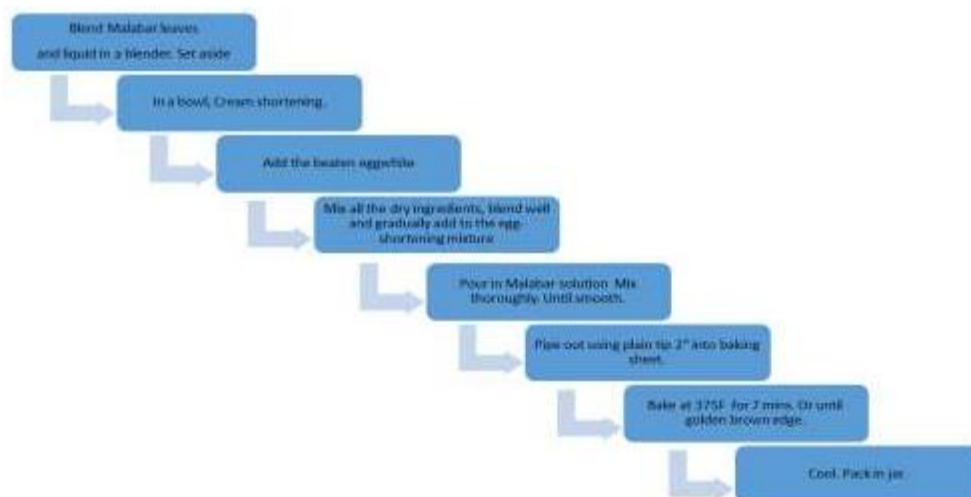 Blend Malabar leaves
and liquid in a blender. Set aside
In a bowl, Cream shortening.
Add the beaten eggwhite
Mix all the dry ingredients, blend well
and gradually add to the egg-
shortening mixture
Pour in Malabar solution Mix
thoroughly. Until smooth.
Pipe out using plain tip 2" into baking
sheet.
Bake at 375F for 7 mins. Or until
golden brown edge.
Cool. Pack in jar